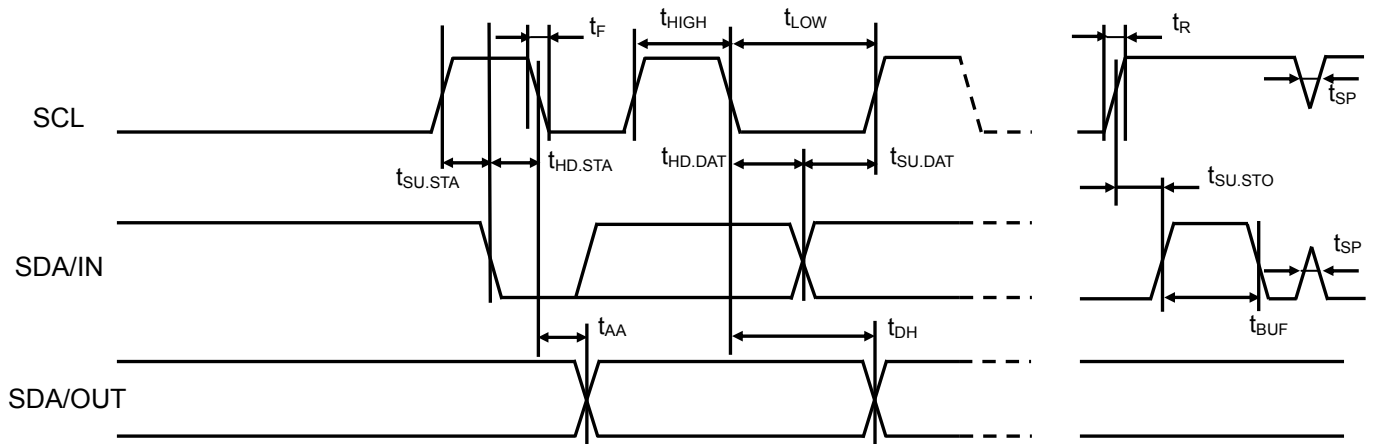 tF
tHIGH
tLOW
tR
SCL
tSP
tSU.STA
tHD.STA
tHD.DAT
tSU.DAT
tSU.STO
SDA/IN
tSP
tBUF
tAA
tDH
SDA/OUT